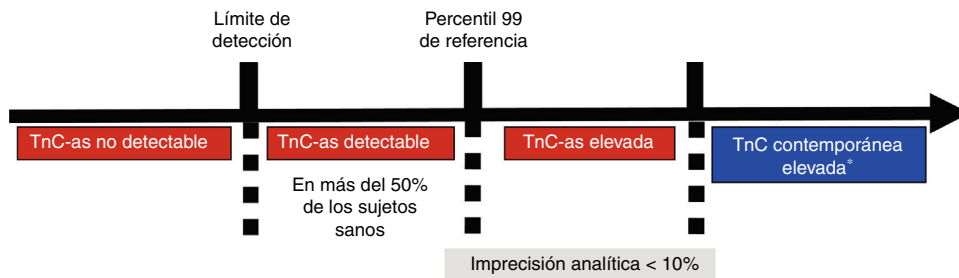 Límite de
detección
Percentil 99
de referencia
TnC-as no detectable
TnC-as detectable
TnC-as elevada
TnC contemporánea
elevada*
En más del 50%
de los sujetos
sanos
Imprecisión analítica < 10%